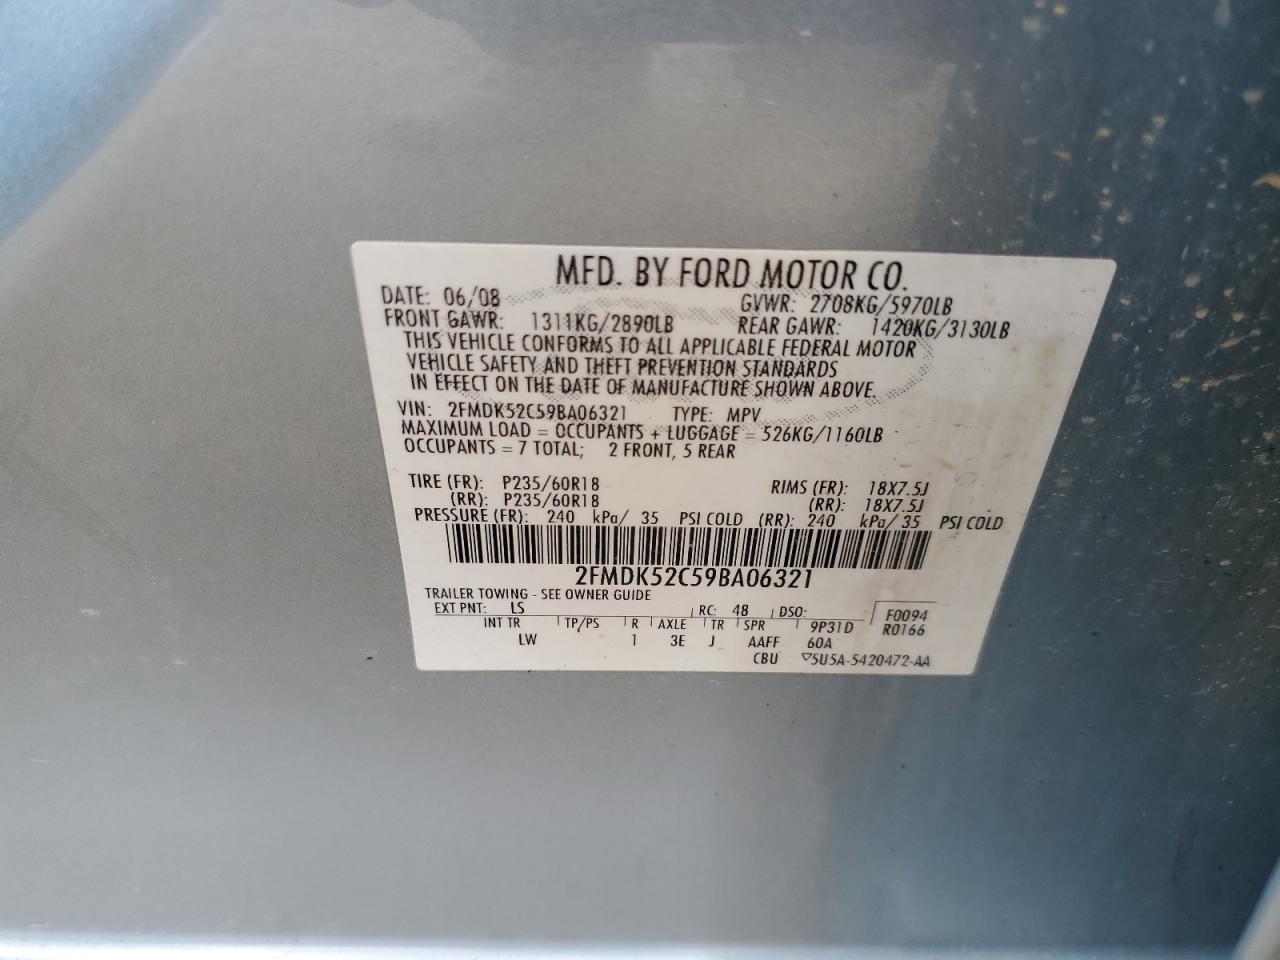 MFD. BY FORD MOTOR CO.
DATE: 06/08 GVWR: 2708KG/5970LB
FRONT GAWR: 1311KG/2890LB REAR GAWR: 1420KG/3130LB
THIS VEHICLE CONFORMS TO ALL APPLICABLE FEDERAL MOTOR
VEHICLE SAFETY AND THEFT PREVENTION STANDARDS
IN EFFECT ON THE DATE OF MANUFACTURE SHOWN ABOVE.
VIN: 2FMDK52C59BA06321 TYPE: MPV
MAXIMUM LOAD = OCCUPANTS + LUGGAGE = 526KG/1160LB
OCCUPANTS = 7 TOTAL; 2 FRONT, 5 REAR
TIRE (FR): P235/60R18 RIMS (FR): 18X7.5J
(RR): P235/60R18 (RR): 18X7.5J
PRESSURE (FR): 240 kPa/ 35 PSI COLD (RR): 240 kPa/ 35 PSI COLD
2FMDK52C59BA06321
TRAILER TOWING - SEE OWNER GUIDE
EXT PNT: LS RC: 48 DSO: F0094
INT TR TP/PS R AXLE TR SPR 9P31D R0166
LW 1 3E J AAFF 60A
CBU ▽5U5A-5420472-AA